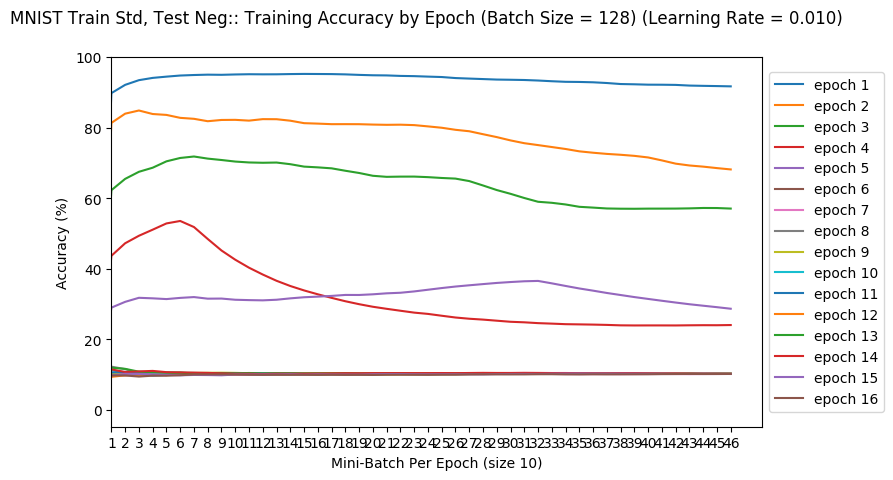 MNIST Train Std, Test Neg:: Training Accuracy by Epoch (Batch Size = 128) (Learning Rate = 0.010)
100
80
60
40
20
0
Accuracy (%)
1 2 3 4 5 6 7 8 9 10 11 12 13 14 15 16 17 18 19 20 21 22 23 24 25 26 27 28 29 30 31 32 33 34 35 36 37 38 39 40 41 42 43 44 45 46
Mini-Batch Per Epoch (size 10)
epoch 1
epoch 2
epoch 3
epoch 4
epoch 5
epoch 6
epoch 7
epoch 8
epoch 9
epoch 10
epoch 11
epoch 12
epoch 13
epoch 14
epoch 15
epoch 16